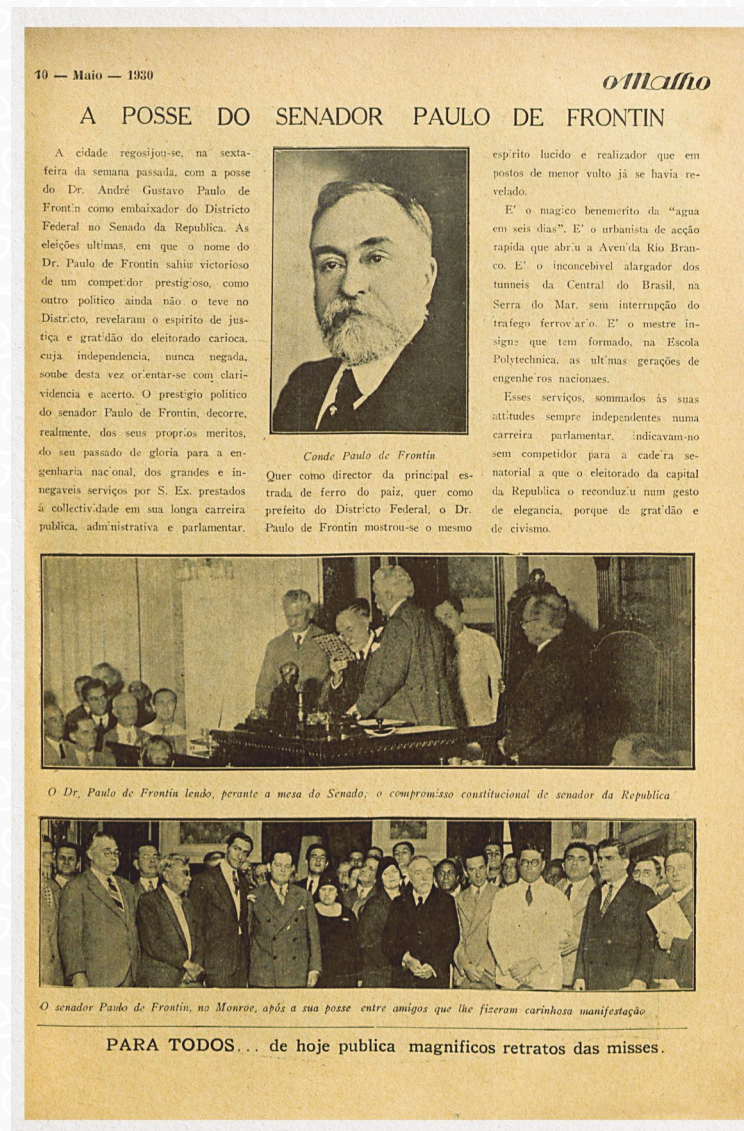 10 — Maio — 1930
O Malho
A POSSE DO SENADOR PAULO DE FRONTIN
A cidade regosijou-se, na sexta-
feira da semana passada, com a posse
do Dr. André Gustavo Paulo de
Frontin como embaixador do Districto
Federal no Senado da Republica. As
eleições ultimas, em que o nome do
Dr. Paulo de Frontin sahiu victorioso
de um competidor prestigioso, como
outro politico ainda não o teve no
Districto, revelaram o espirito de jus-
tiça e gratidão do eleitorado carioca,
cuja independencia, nunca negada,
soube desta vez orientar-se com clari-
videncia e acerto. O prestigio politico
do senador Paulo de Frontin, decorre,
realmente, dos seus proprios meritos,
do seu passado de gloria para a en-
genharia nacional, dos grandes e in-
negaveis serviços por S. Ex. prestados
á collectividade em sua longa carreira
publica, administrativa e parlamentar.
Conde Paulo de Frontin
Quer como director da principal es-
trada de ferro do paiz, quer como
prefeito do Districto Federal, o Dr.
Paulo de Frontin mostrou-se o mesmo
espirito lucido e realizador que em
postos de menor vulto já se havia re-
velado.
E' o magico benemerito da "agua
em seis dias". E' o urbanista de acção
rapida que abriu a Avenida Rio Bran-
co. E' o inconcebivel alargador dos
tunneis da Central do Brasil, na
Serra do Mar, sem interrupção do
trafego ferroviario. E' o mestre in-
signe que tem formado, na Escola
Polytechnica, as ultimas gerações de
engenheiros nacionaes.
Esses serviços, sommados ás suas
attitudes sempre independentes numa
carreira parlamentar, indicavam-no
sem competidor para a cadeira se-
natorial a que o eleitorado da capital
da Republica o reconduziu num gesto
de elegancia, porque de gratidão e
de civismo.
O Dr. Paulo de Frontin lendo, perante a mesa do Senado, o compromisso constitucional de senador da Republica
O senador Paulo de Frontin, no Monroe, após a sua posse entre amigos que lhe fizeram carinhosa manifestação
PARA TODOS... de hoje publica magnificos retratos das misses.